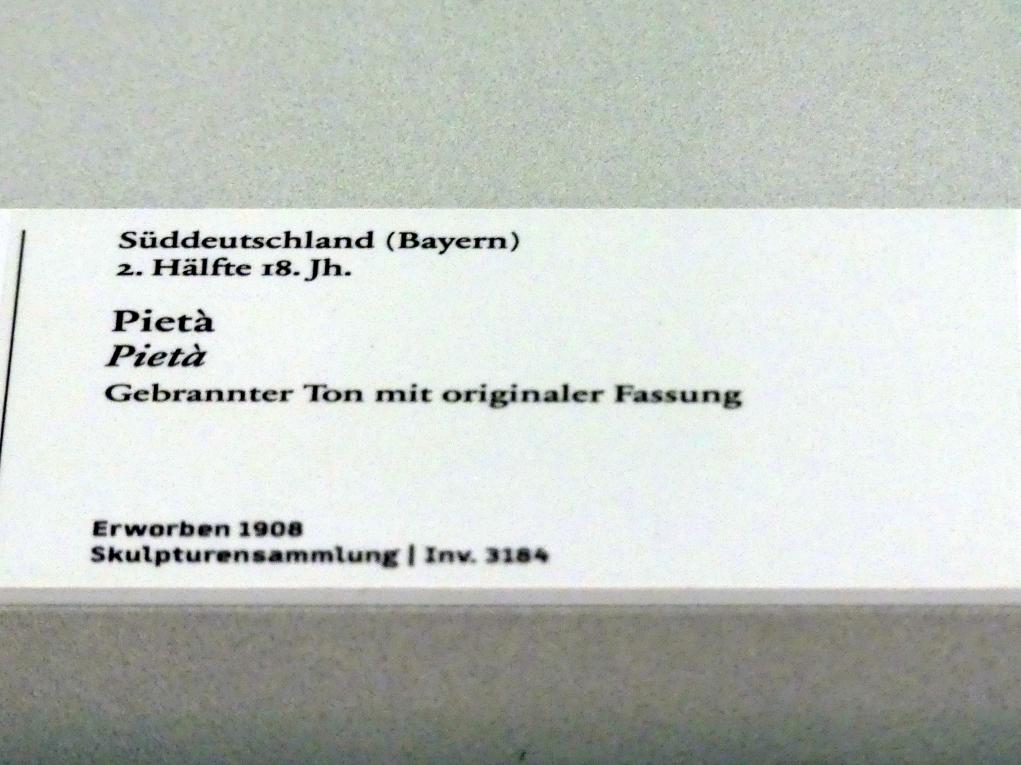 Süddeutschland (Bayern)
2. Hälfte 18. Jh.
Pietà
Pietà
Gebrannter Ton mit originaler Fassung
Erworben 1908
Skulpturensammlung | Inv. 3184